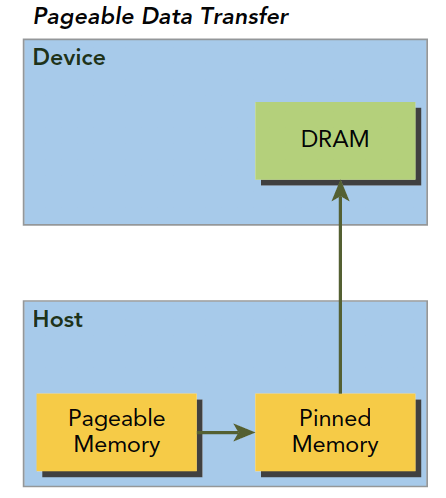 Pageable Data Transfer
Device
DRAM
Host
Pageable
Memory
Pinned
Memory